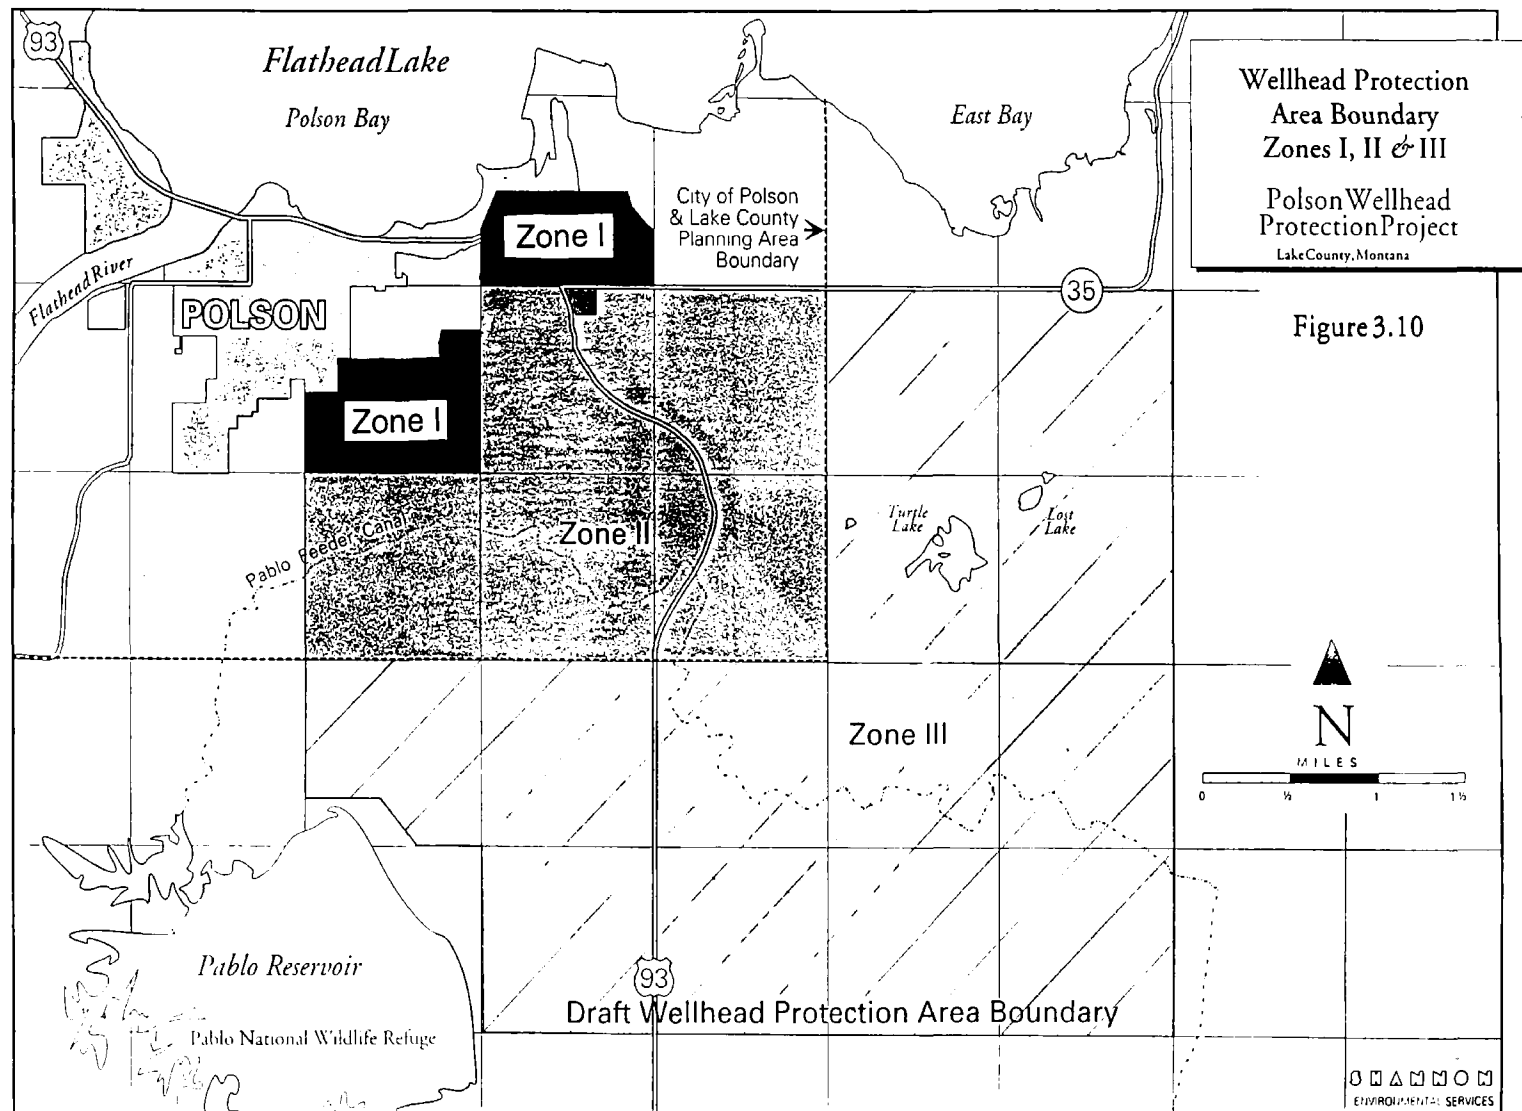 93
Flathead Lake
Polson Bay
East Bay
Wellhead Protection
Area Boundary
Zones I, II & III
Polson Wellhead
Protection Project
Lake County, Montana
Figure 3.10
City of Polson
& Lake County
Planning Area
Boundary
Zone I
Flathead River
POLSON
35
Zone I
Turtle
Lake
Lost
Lake
Zone II
Pablo Feeder Canal
Zone III
N
MILES
0 ½ 1 1 ½
Pablo Reservoir
93
Draft Wellhead Protection Area Boundary
Pablo National Wildlife Refuge
SHANNON
ENVIRONMENTAL SERVICES